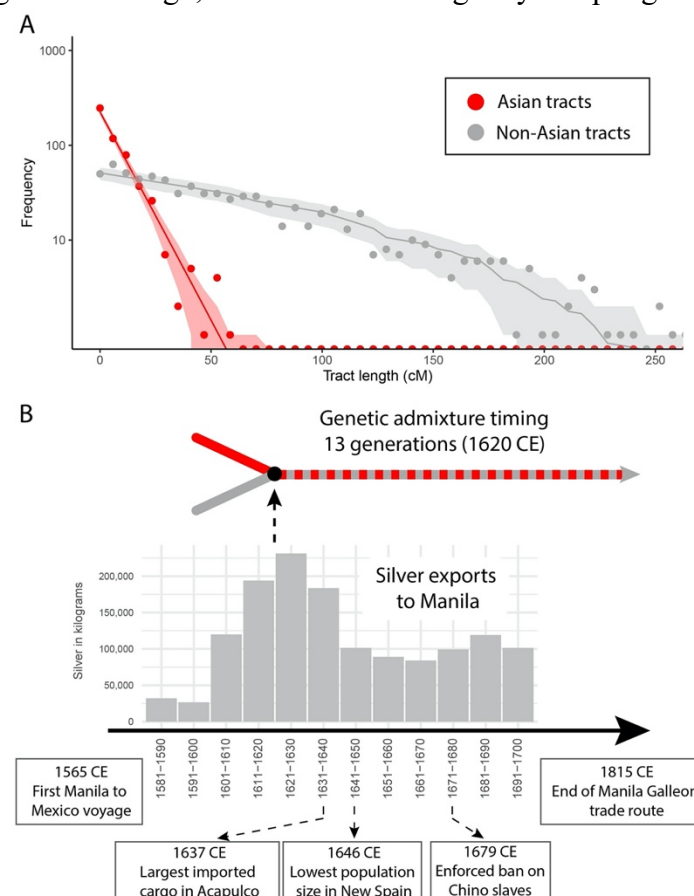 A
Frequency
1000
100
10
Asian tracts
Non-Asian tracts
0
50
100
150
200
250
Tract length (cM)
B
Genetic admixture timing
13 generations (1620 CE)
Silver in kilograms
200,000
150,000
100,000
50,000
0
Silver exports
to Manila
1581–1590
1591–1600
1601–1610
1611–1620
1621–1630
1631–1640
1641–1650
1651–1660
1661–1670
1671–1680
1681–1690
1691–1700
1565 CE
First Manila to
Mexico voyage
1815 CE
End of Manila Galleon
trade route
1637 CE
Largest imported
cargo in Acapulco
1646 CE
Lowest population
size in New Spain
1679 CE
Enforced ban on
Chino slaves